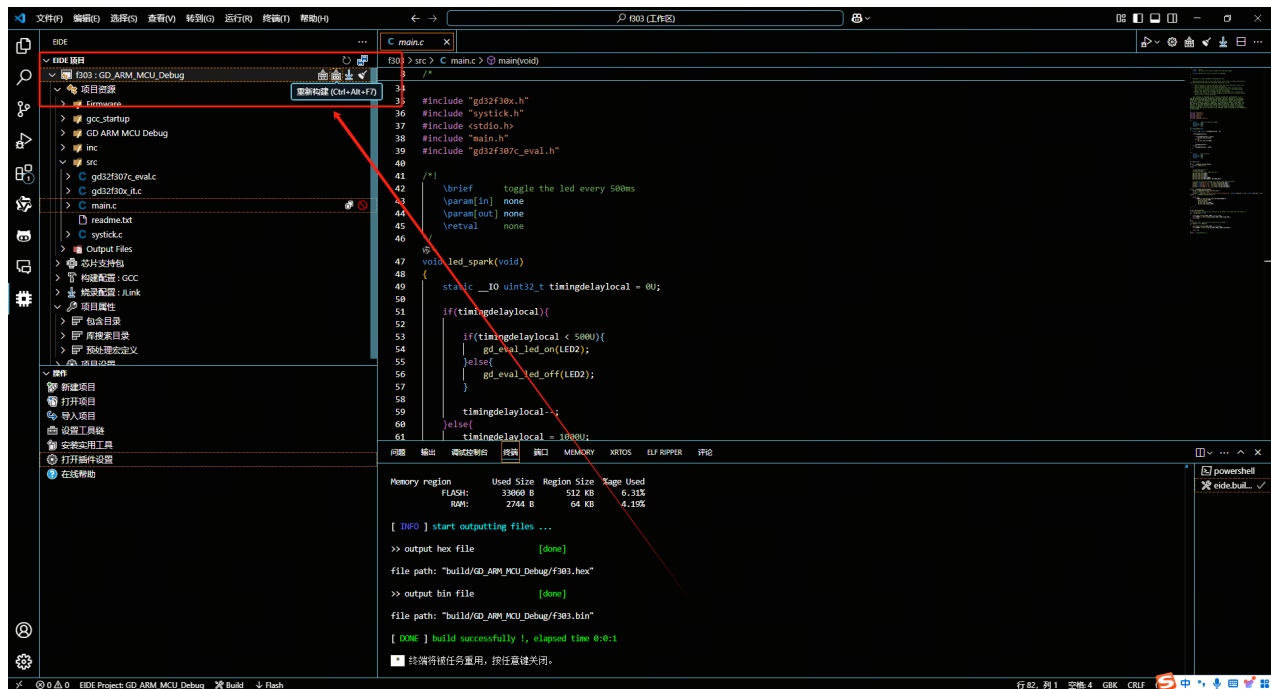 文件(F) 编辑(E) 选择(S) 查看(V) 转到(G) 运行(R) 终端(T) 帮助(H)
f303 (工作区)
EIDE
EIDE 项目
f303 : GD_ARM_MCU_Debug
重新构建 (Ctrl+Alt+F7)
项目资源
Firmware
gcc_startup
GD ARM MCU Debug
inc
src
gd32f307c_eval.c
gd32f30x_it.c
main.c
readme.txt
systick.c
Output Files
芯片支持包
构建配置 : GCC
烧录配置 : JLink
项目属性
包含目录
库搜索目录
预处理宏定义
项目设置
操作
新建项目
打开项目
导入项目
设置工具链
安装实用工具
打开插件设置
在线帮助
C main.c
f303 > src > C main.c > main(void)
3 /*
34
35 #include "gd32f30x.h"
36 #include "systick.h"
37 #include <stdio.h>
38 #include "main.h"
39 #include "gd32f307c_eval.h"
40
41 /*!
42 \brief toggle the led every 500ms
43 \param[in] none
44 \param[out] none
45 \retval none
46 */
47 void led_spark(void)
48 {
49 static __IO uint32_t timingdelaylocal = 0U;
50
51 if(timingdelaylocal){
52
53 if(timingdelaylocal < 500U){
54 gd_eval_led_on(LED2);
55 }else{
56 gd_eval_led_off(LED2);
57 }
58
59 timingdelaylocal--;
60 }else{
61 timingdelaylocal = 1000U;
问题 输出 调试控制台 终端 端口 MEMORY XRTOS ELF RIPPER 评论
powershell
eide.buil...
Memory region Used Size Region Size %age Used
FLASH: 33060 B 512 KB 6.31%
RAM: 2744 B 64 KB 4.19%
[ INFO ] start outputting files ...
>> output hex file [done]
file path: "build/GD_ARM_MCU_Debug/f303.hex"
>> output bin file [done]
file path: "build/GD_ARM_MCU_Debug/f303.bin"
[ DONE ] build successfully !, elapsed time 0:0:1
* 终端将被任务重用，按任意键关闭。
0 0 EIDE Project: GD_ARM_MCU_Debug Build Flash
行 82，列 1 空格: 4 GBK CRLF
中